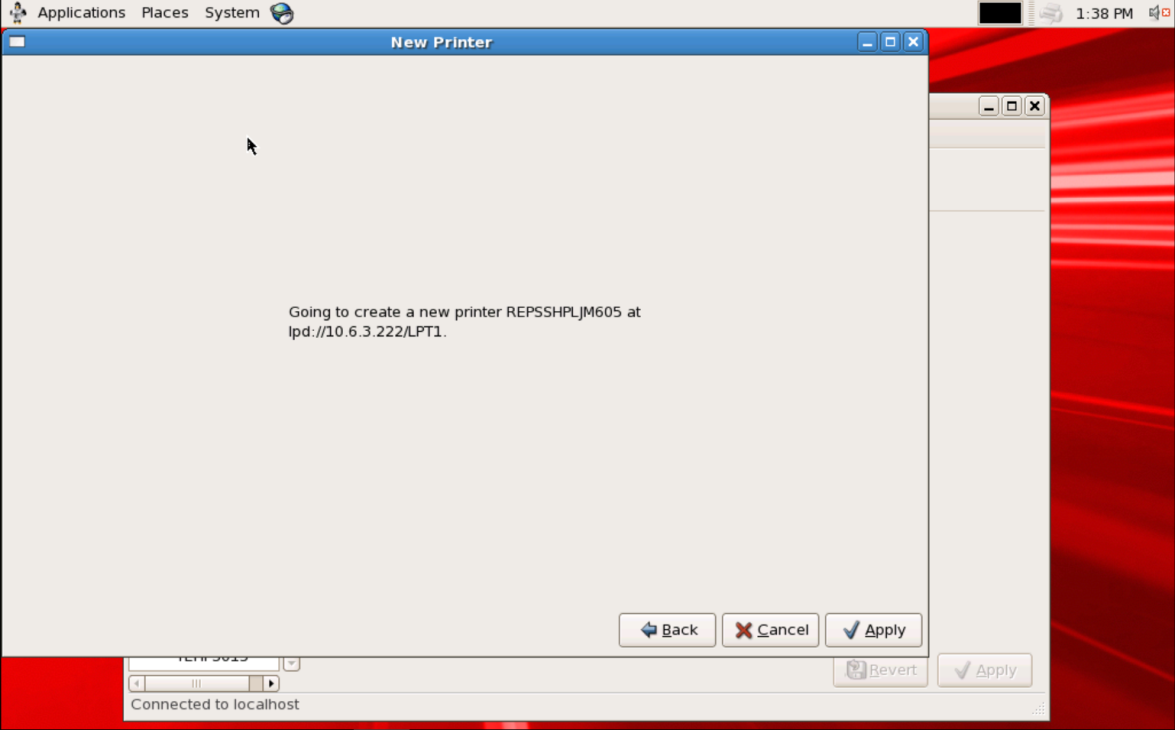 Applications Places System 1:38 PM
New Printer
Going to create a new printer REPSSHPLJM605 at
lpd://10.6.3.222/LPT1.
Back Cancel Apply
Revert Apply
Connected to localhost